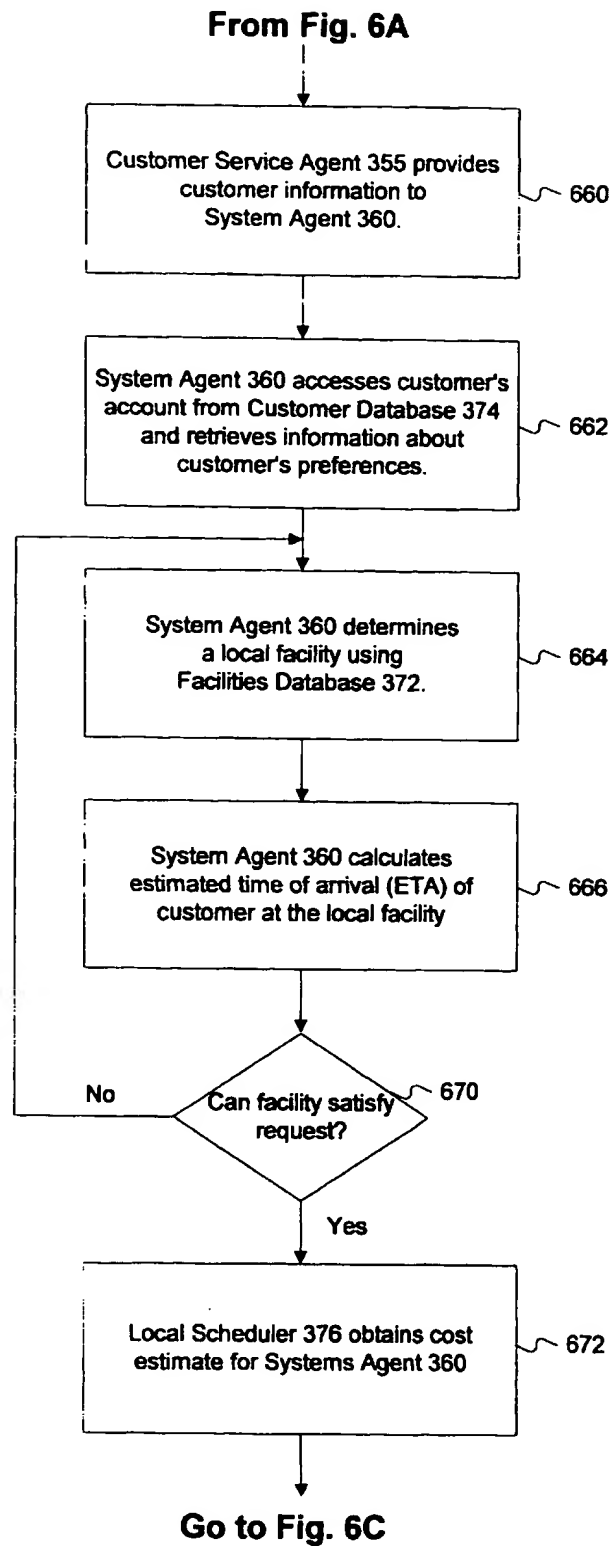 From Fig. 6A
Customer Service Agent 355 provides
customer information to
System Agent 360.
660
System Agent 360 accesses customer's
account from Customer Database 374
and retrieves information about
customer's preferences.
662
System Agent 360 determines
a local facility using
Facilities Database 372.
664
System Agent 360 calculates
estimated time of arrival (ETA) of
customer at the local facility
666
No
Can facility satisfy
request?
670
Yes
Local Scheduler 376 obtains cost
estimate for Systems Agent 360
672
Go to Fig. 6C